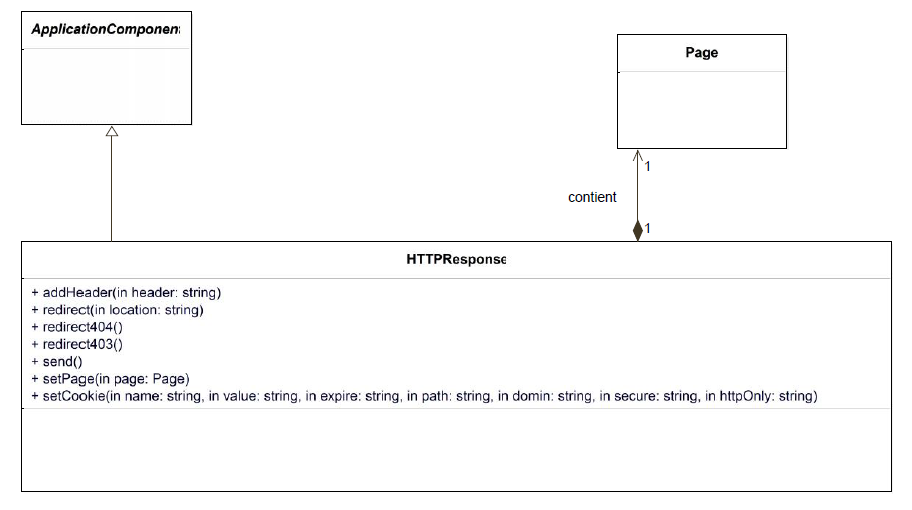 ApplicationComponent
Page
1
contient
1
HTTPResponse
+ addHeader(in header: string)
+ redirect(in location: string)
+ redirect404()
+ redirect403()
+ send()
+ setPage(in page: Page)
+ setCookie(in name: string, in value: string, in expire: string, in path: string, in domin: string, in secure: string, in httpOnly: string)